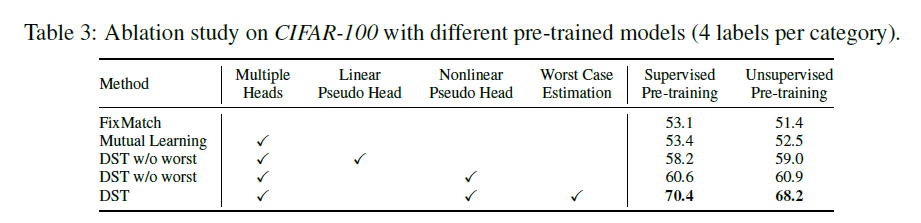 Table 3: Ablation study on CIFAR-100 with different pre-trained models (4 labels per category).
Method Multiple Heads Linear Pseudo Head Nonlinear Pseudo Head Worst Case Estimation Supervised Pre-training Unsupervised Pre-training
FixMatch 53.1 51.4
Mutual Learning ✓ 53.4 52.5
DST w/o worst ✓ ✓ 58.2 59.0
DST w/o worst ✓ ✓ 60.6 60.9
DST ✓ ✓ ✓ 70.4 68.2